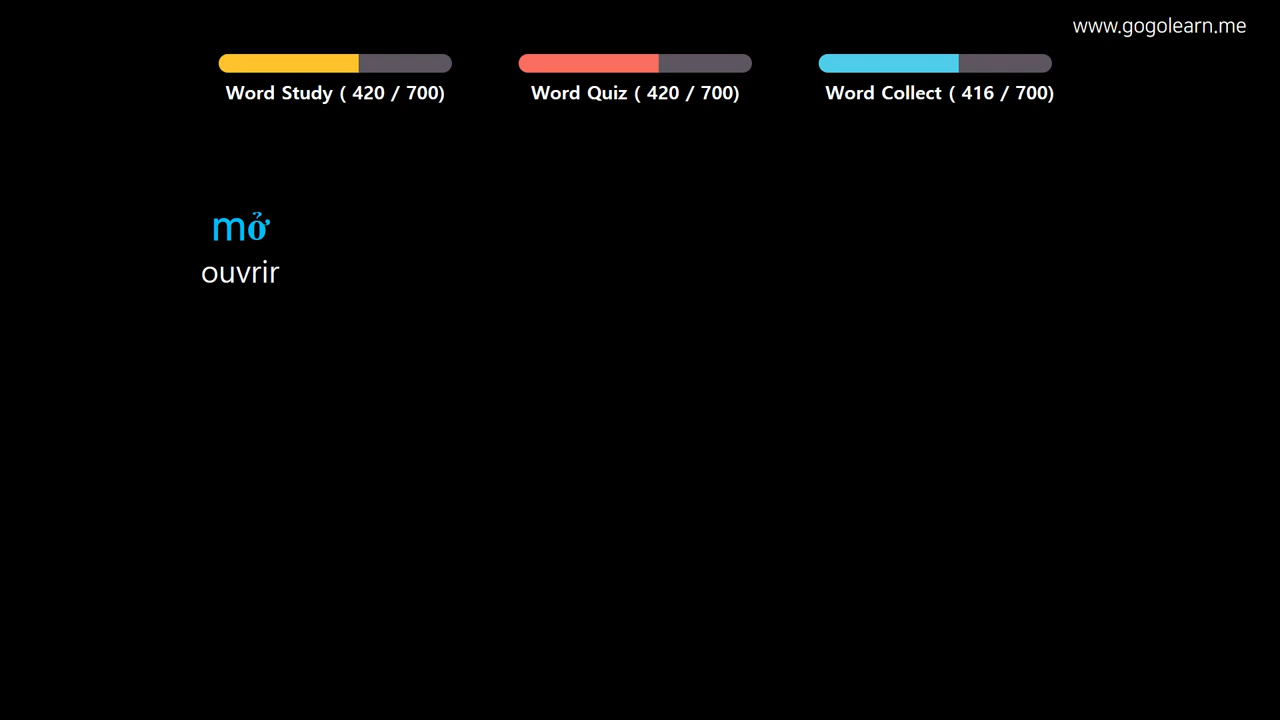 www.gogolearn.me
Word Study ( 420 / 700)
Word Quiz ( 420 / 700)
Word Collect ( 416 / 700)
mở
ouvrir